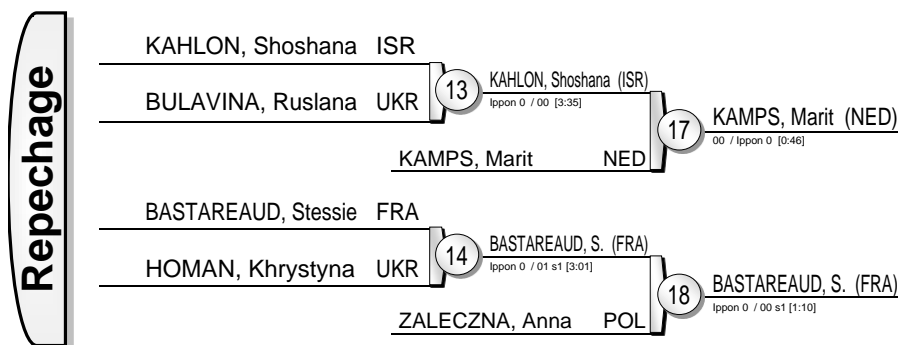 Repechage
KAHLON, Shoshana ISR
BULAVINA, Ruslana UKR
13
KAHLON, Shoshana (ISR)
Ippon 0 / 00 [3:35]
KAMPS, Marit NED
17
KAMPS, Marit (NED)
00 / Ippon 0 [0:46]
BASTAREAUD, Stessie FRA
HOMAN, Khrystyna UKR
14
BASTAREAUD, S. (FRA)
Ippon 0 / 01 s1 [3:01]
ZALECZNA, Anna POL
18
BASTAREAUD, S. (FRA)
Ippon 0 / 00 s1 [1:10]